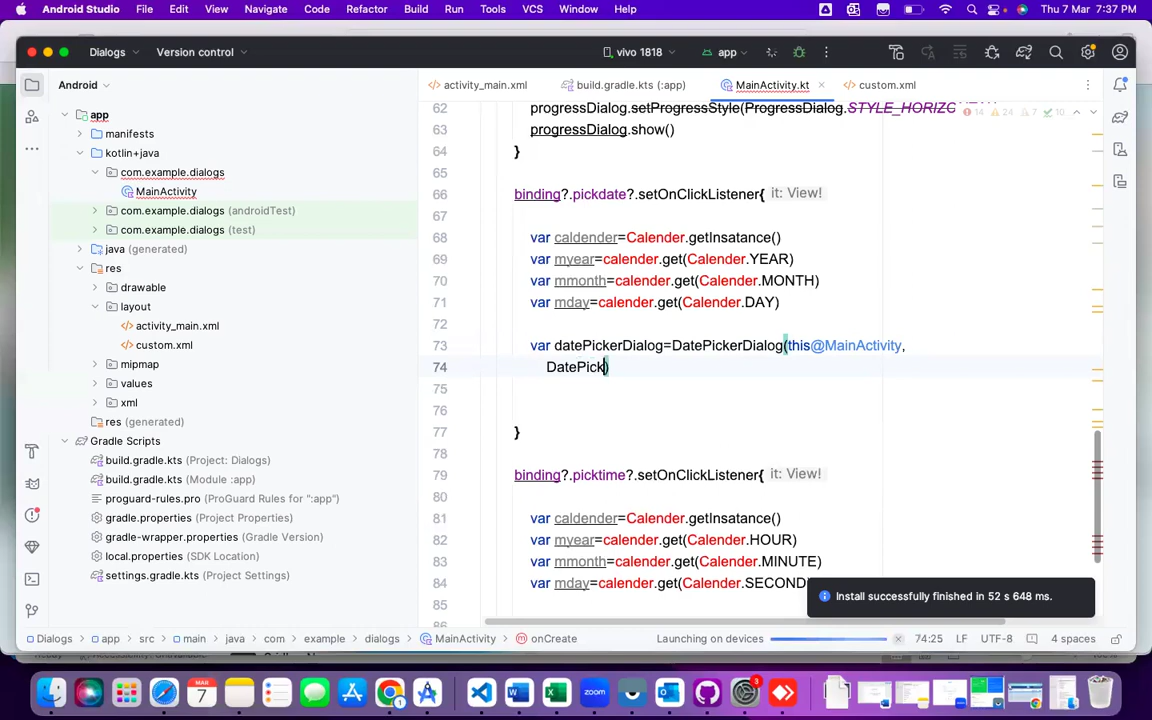 Android Studio File Edit View Navigate Code Refactor Build Run Tools VCS Window Help Thu 7 Mar 7:37 PM
Dialogs Version control vivo 1818 app
Android
activity_main.xml build.gradle.kts (:app) MainActivity.kt custom.xml
app
manifests
kotlin+java
com.example.dialogs
MainActivity
com.example.dialogs (androidTest)
com.example.dialogs (test)
java (generated)
res
drawable
layout
activity_main.xml
custom.xml
mipmap
values
xml
res (generated)
Gradle Scripts
build.gradle.kts (Project: Dialogs)
build.gradle.kts (Module :app)
proguard-rules.pro (ProGuard Rules for ":app")
gradle.properties (Project Properties)
gradle-wrapper.properties (Gradle Version)
local.properties (SDK Location)
settings.gradle.kts (Project Settings)
14 24 7 10
62 progressDialog.setProgressStyle(ProgressDialog.STYLE_HORIZO
63 progressDialog.show()
64 }
65
66 binding?.pickdate?.setOnClickListener{ it: View!
67
68 var caldender=Calender.getInsatance()
69 var myear=calender.get(Calender.YEAR)
70 var mmonth=calender.get(Calender.MONTH)
71 var mday=calender.get(Calender.DAY)
72
73 var datePickerDialog=DatePickerDialog(this@MainActivity,
74 DatePick)
75
76
77 }
78
79 binding?.picktime?.setOnClickListener{ it: View!
80
81 var caldender=Calender.getInsatance()
82 var myear=calender.get(Calender.HOUR)
83 var mmonth=calender.get(Calender.MINUTE)
84 var mday=calender.get(Calender.SECOND
85
Install successfully finished in 52 s 648 ms.
Dialogs app src main java com example dialogs MainActivity onCreate Launching on devices 74:25 LF UTF-8 4 spaces
MAR
7
zoom
3